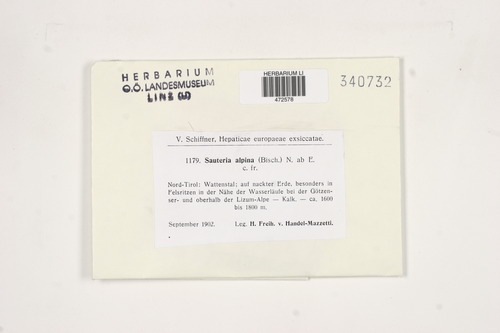 HERBARIUM
O.Ö. LANDESMUSEUM
LINZ (D)
HERBARIUM LI
472578
340732
V. Schiffner, Hepaticae europaeae exsiccatae.
1179. Sauteria alpina (Bisch.) N. ab E.
c. fr.
Nord-Tirol; Wattenstal; auf nackter Erde, besonders in
Felsritzen in der Nähe der Wasserläufe bei der Götzen-
ser- und oberhalb der Lizum-Alpe — Kalk. — ca. 1600
bis 1800 m.
September 1902.
Leg. H. Freih. v. Handel-Mazzetti.